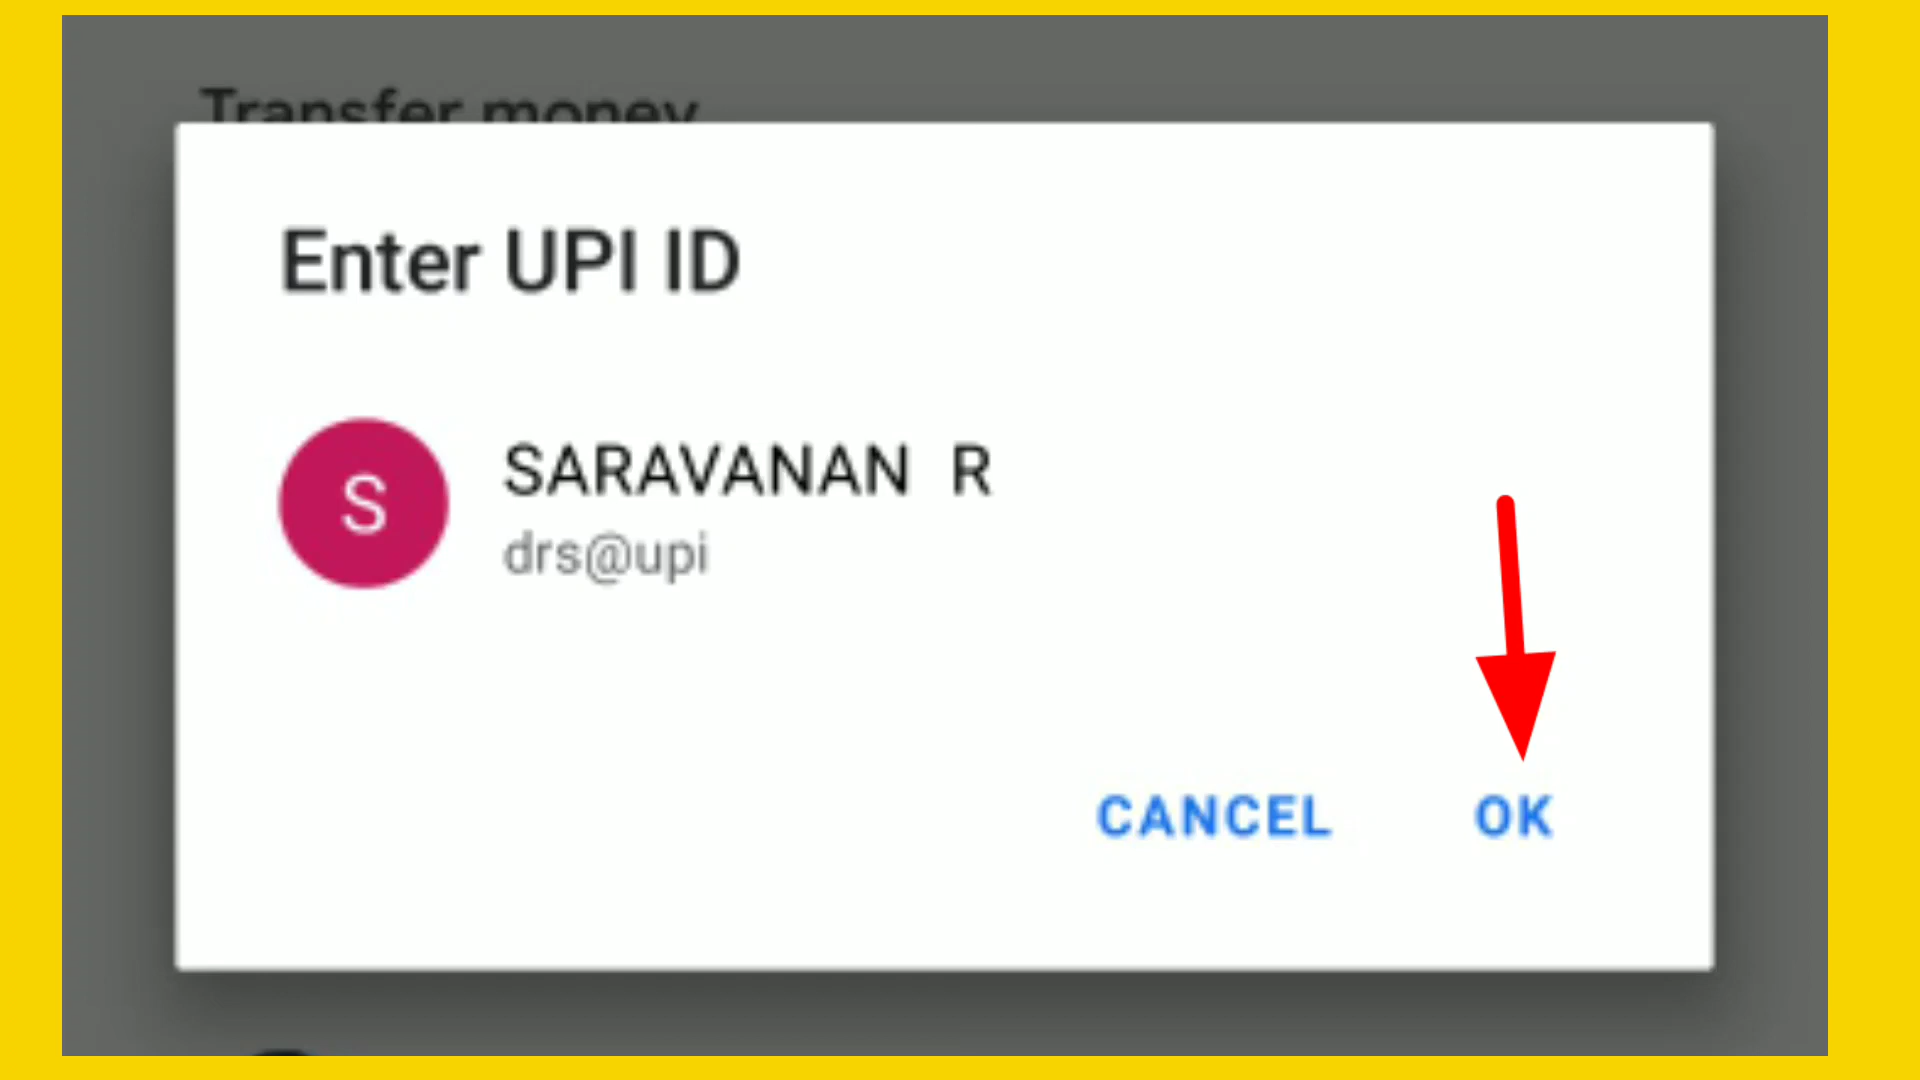 Transfer money
Enter UPI ID
S
SARAVANAN R
drs@upi
CANCEL OK